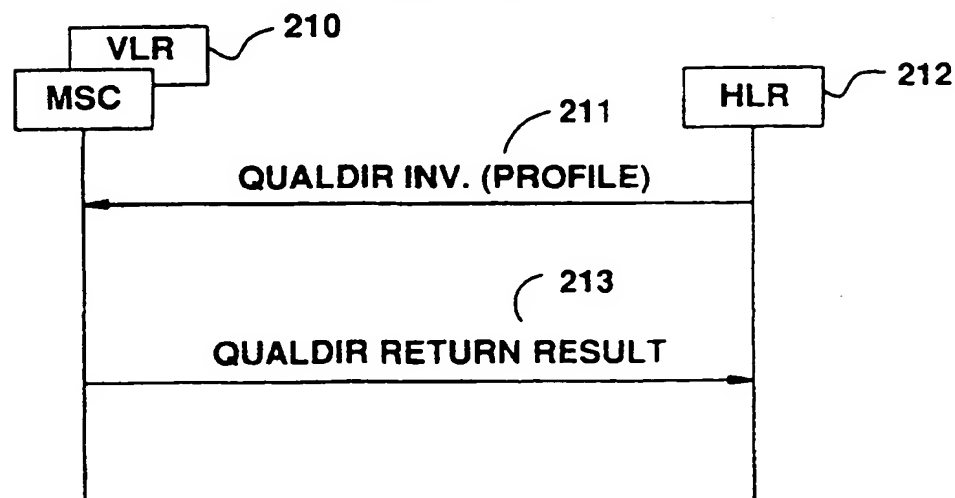 VLR
210
MSC
HLR
212
211
QUALDIR INV. (PROFILE)
213
QUALDIR RETURN RESULT